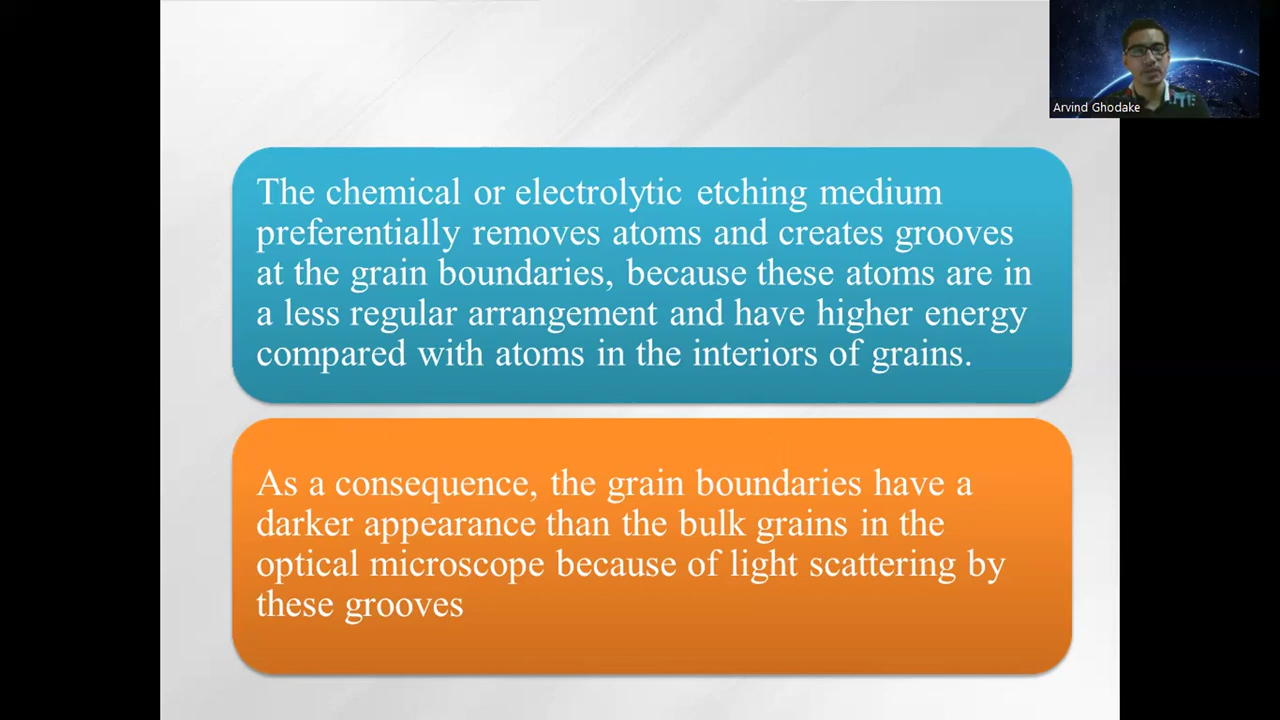 Arvind Ghodake
The chemical or electrolytic etching medium
preferentially removes atoms and creates grooves
at the grain boundaries, because these atoms are in
a less regular arrangement and have higher energy
compared with atoms in the interiors of grains.
As a consequence, the grain boundaries have a
darker appearance than the bulk grains in the
optical microscope because of light scattering by
these grooves